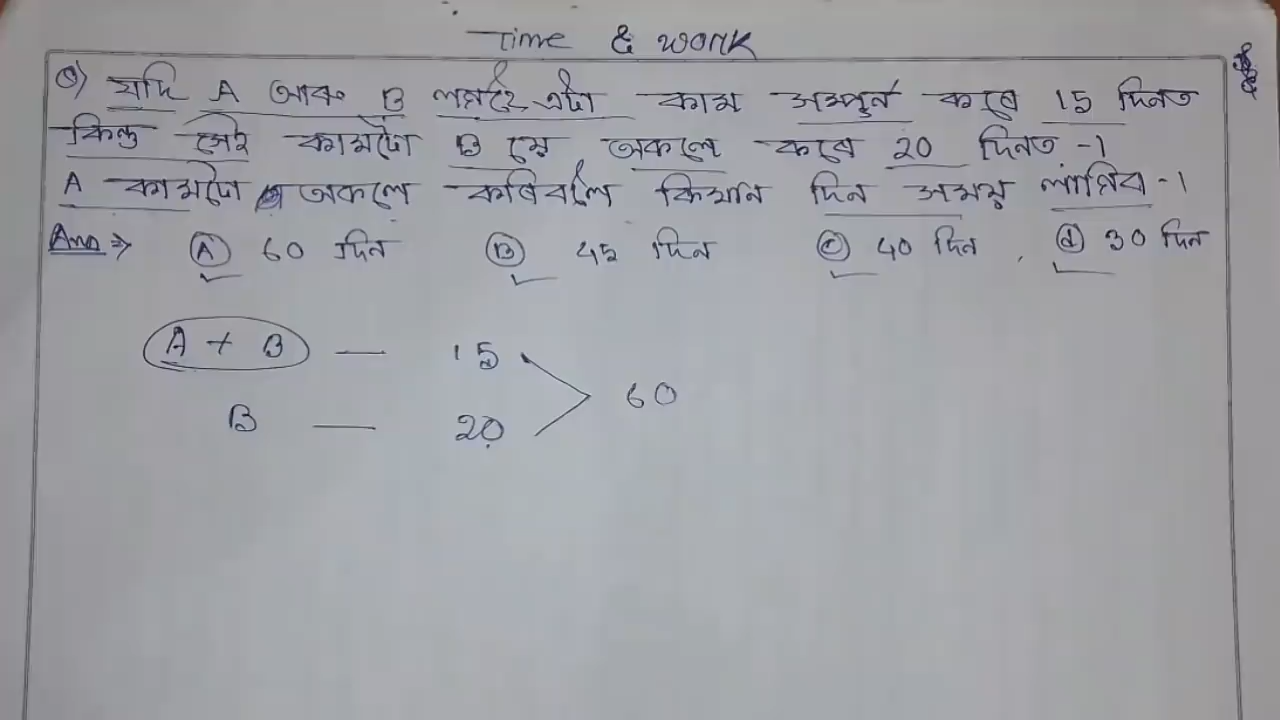 Time & work
Q) যদি A আৰু B লগহৈ এটা কাম সম্পুৰ্ন কৰে 15 দিনত
কিন্তু সেই কামটো B য়ে অকলে কৰে 20 দিনত -।
A কামটো অকলে কৰিবলৈ কিমান দিন সময় লাগিব -।
Ans ⇒ (A) 60 দিন (B) 45 দিন (c) 40 দিন, (d) 30 দিন
A + B — 15
60
B — 20